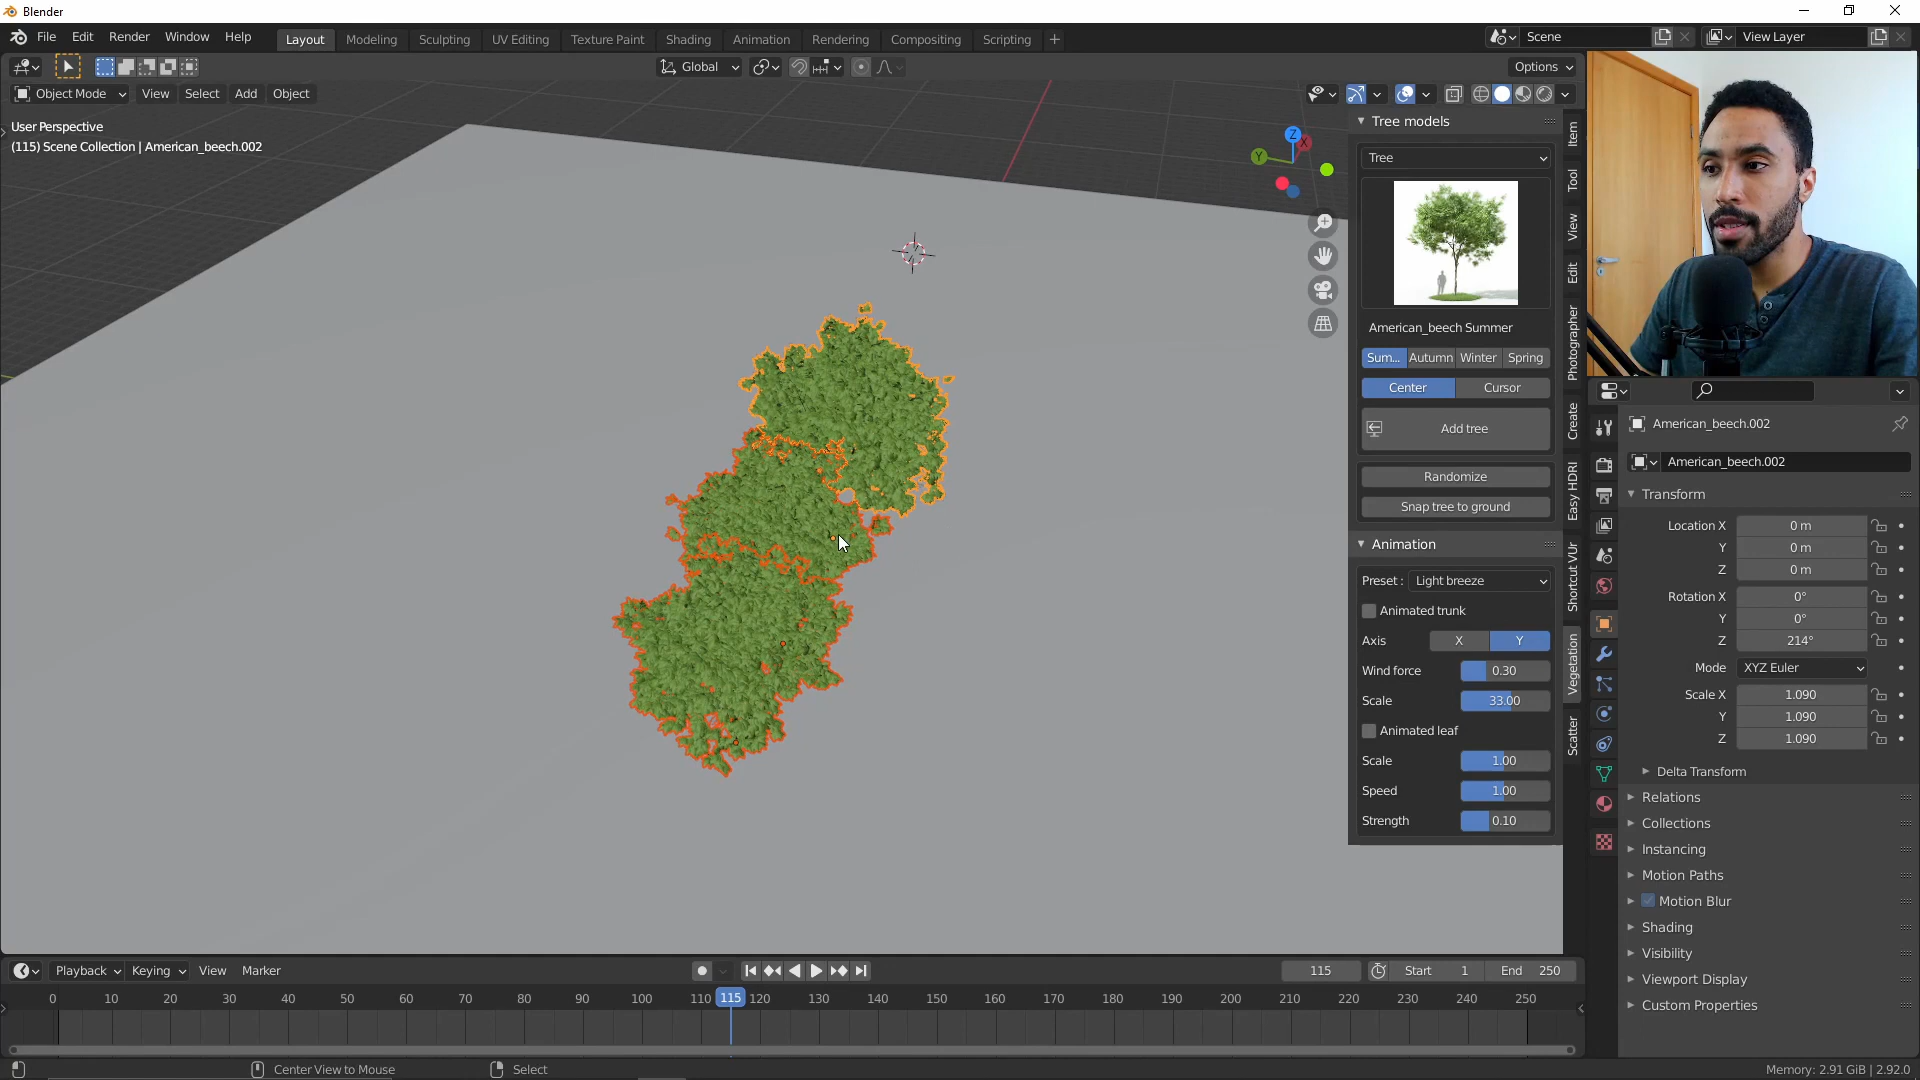 Blender
File Edit Render Window Help Layout Modeling Sculpting UV Editing Texture Paint Shading Animation Rendering Compositing Scripting + Scene View Layer
Global Options
Object Mode View Select Add Object
User Perspective
(115) Scene Collection | American_beech.002
Z
X
Y
Tree models
Tree
American_beech Summer
Sum... Autumn Winter Spring
Center Cursor
Add tree
Randomize
Snap tree to ground
Animation
Preset : Light breeze
Animated trunk
Axis X Y
Wind force 0.30
Scale 33.00
Animated leaf
Scale 1.00
Speed 1.00
Strength 0.10
Item
Tool
View
Edit
Photographer
Create
Easy HDRI
Shortcut VUr
Vegetation
Scatter
American_beech.002
American_beech.002
Transform
Location X 0 m
Y 0 m
Z 0 m
Rotation X 0°
Y 0°
Z 214°
Mode XYZ Euler
Scale X 1.090
Y 1.090
Z 1.090
Delta Transform
Relations
Collections
Instancing
Motion Paths
Motion Blur
Shading
Visibility
Viewport Display
Custom Properties
Playback Keying View Marker 115 Start 1 End 250
0 10 20 30 40 50 60 70 80 90 100 110 115 120 130 140 150 160 170 180 190 200 210 220 230 240 250
Center View to Mouse Select Memory: 2.91 GiB | 2.92.0